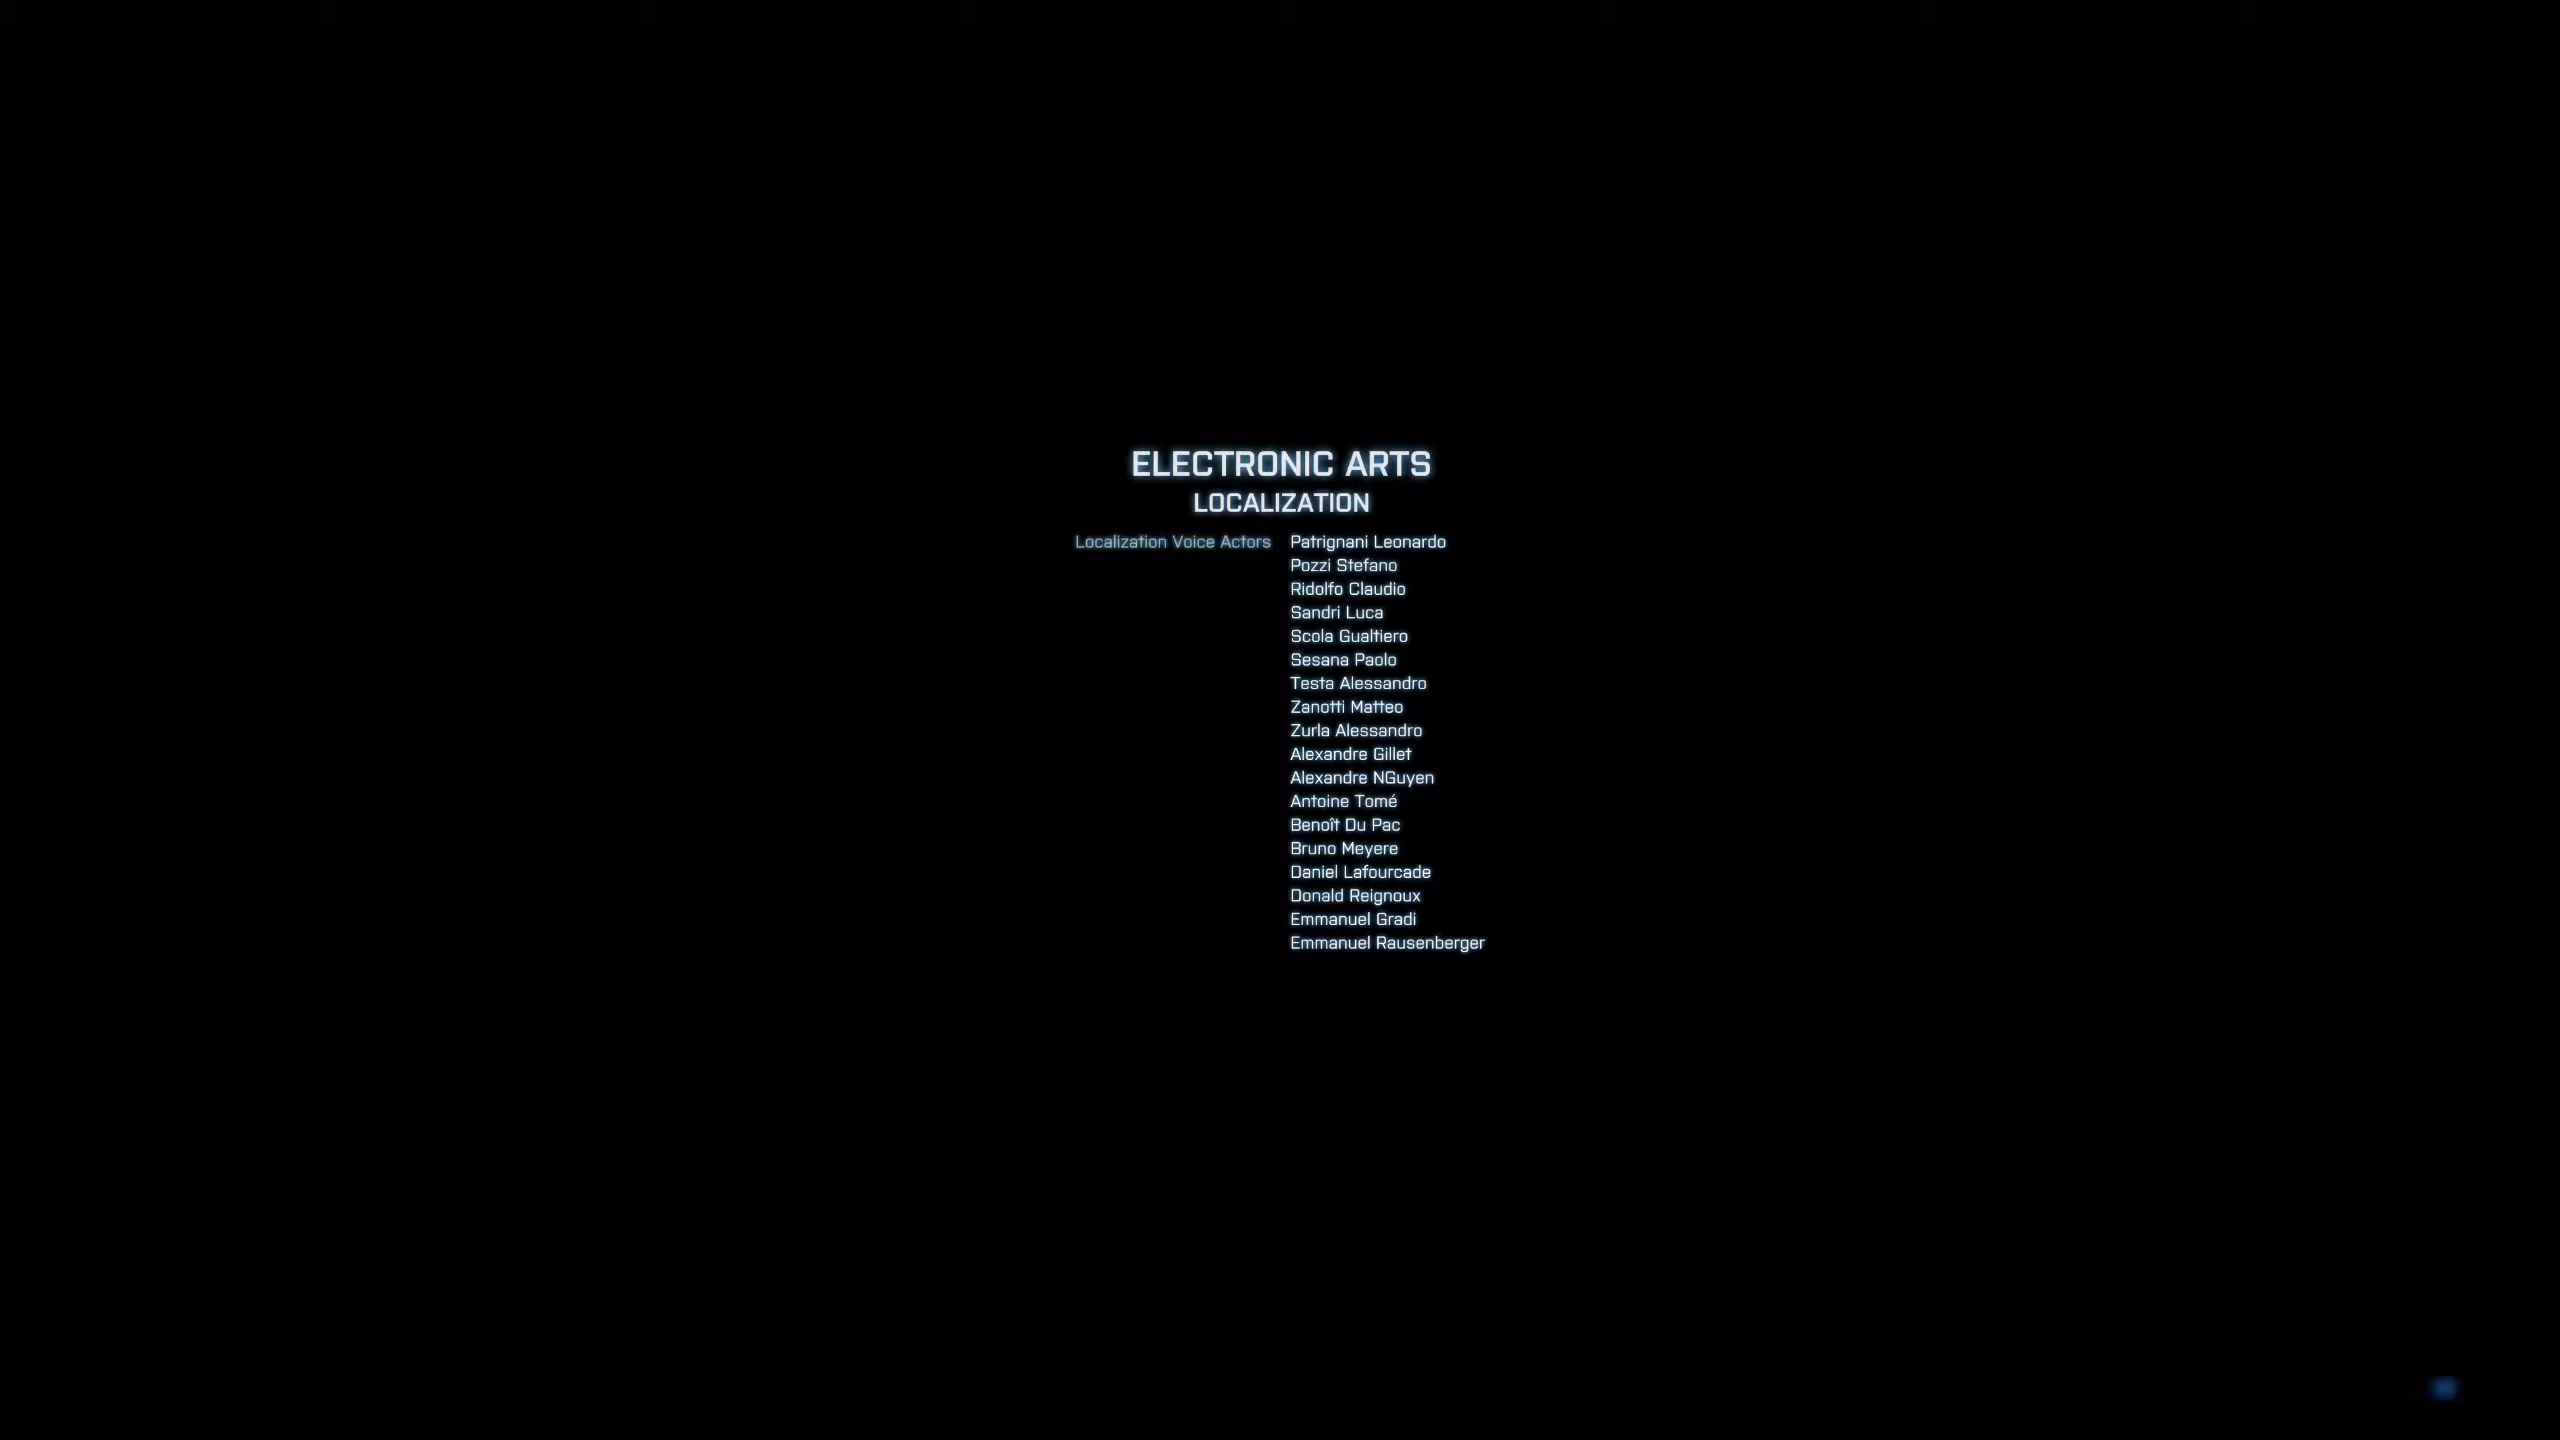 ELECTRONIC ARTS
LOCALIZATION
Localization Voice Actors Patrignani Leonardo
Pozzi Stefano
Ridolfo Claudio
Sandri Luca
Scola Gualtiero
Sesana Paolo
Testa Alessandro
Zanotti Matteo
Zurla Alessandro
Alexandre Gillet
Alexandre NGuyen
Antoine Tomé
Benoît Du Pac
Bruno Meyere
Daniel Lafourcade
Donald Reignoux
Emmanuel Gradi
Emmanuel Rausenberger